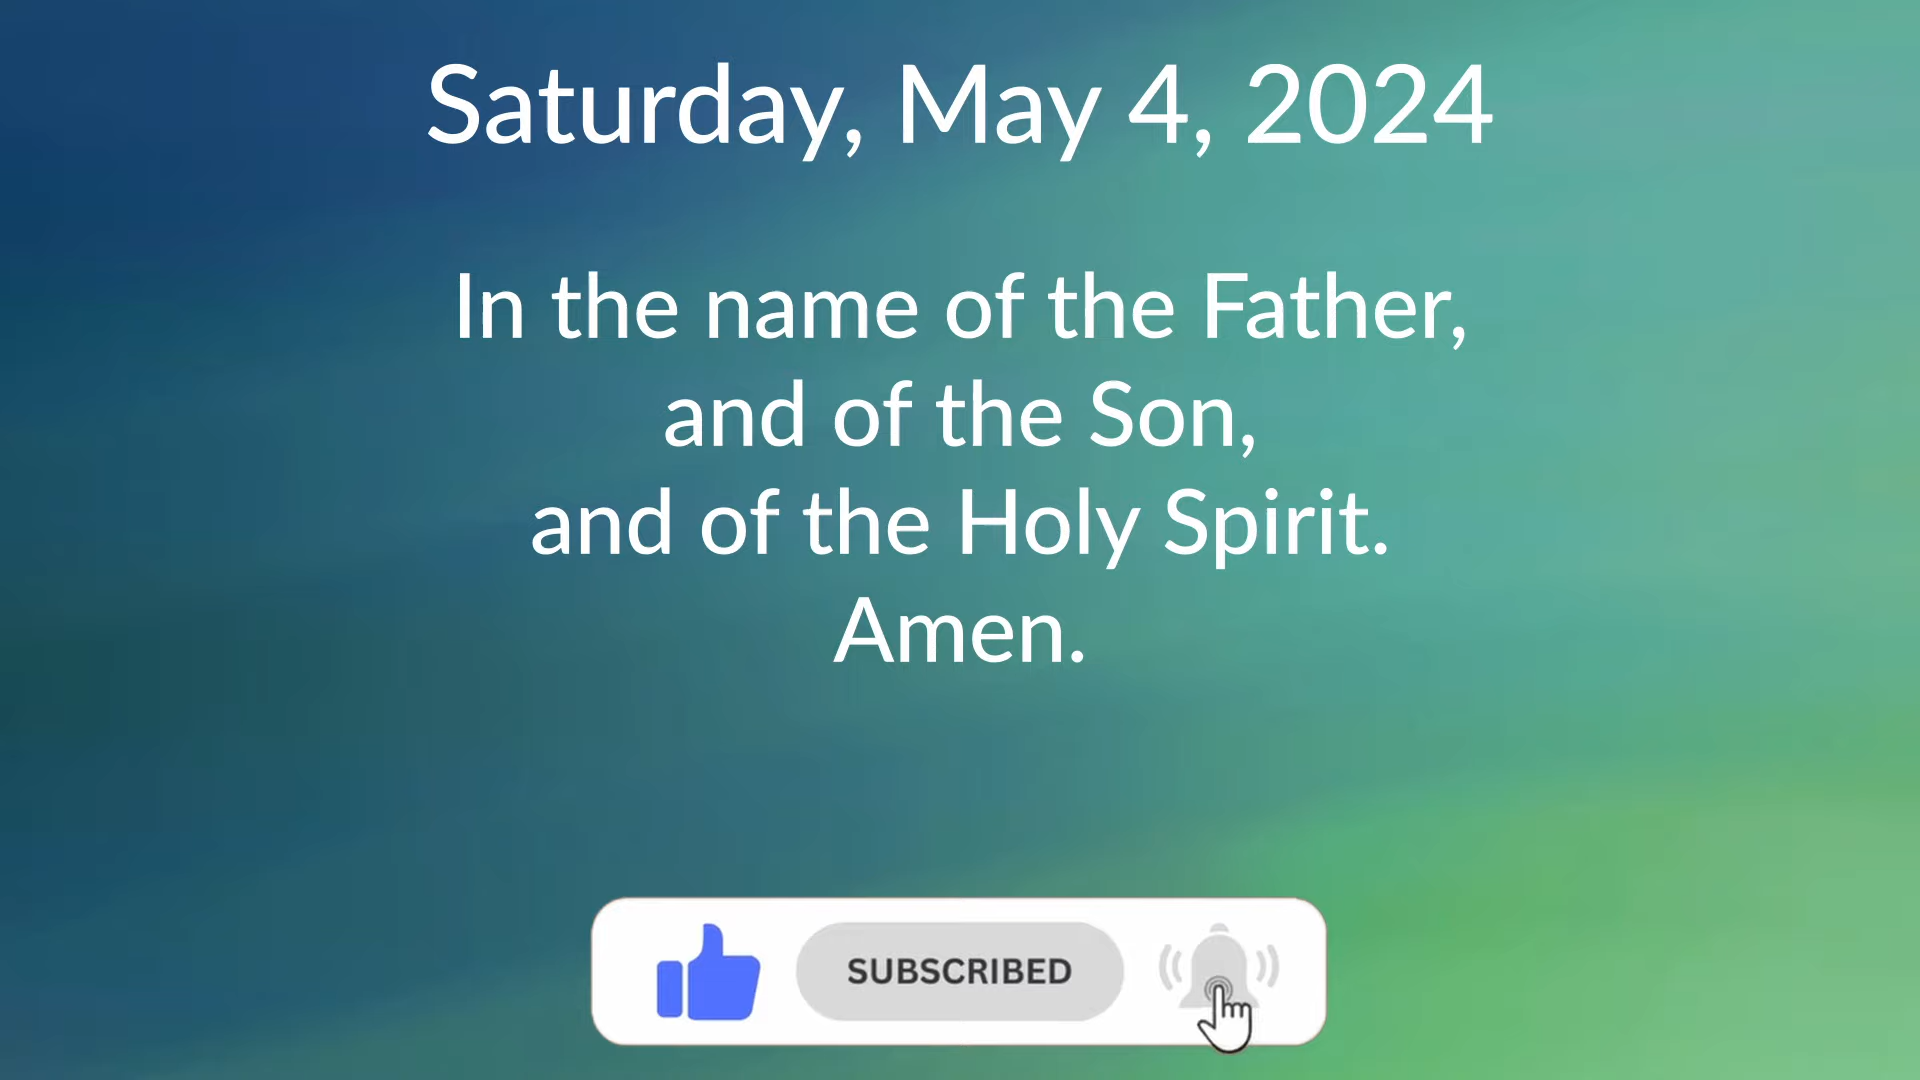 Saturday, May 4, 2024
In the name of the Father,
and of the Son,
and of the Holy Spirit.
Amen.
SUBSCRIBED